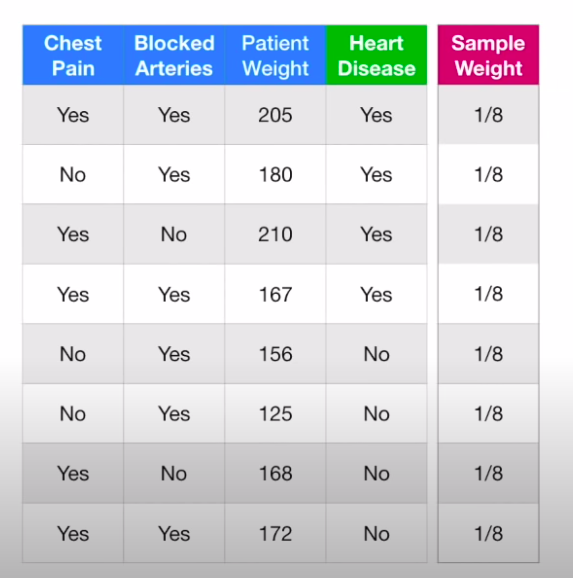 Chest Pain Blocked Arteries Patient Weight Heart Disease Sample Weight
Yes Yes 205 Yes 1/8
No Yes 180 Yes 1/8
Yes No 210 Yes 1/8
Yes Yes 167 Yes 1/8
No Yes 156 No 1/8
No Yes 125 No 1/8
Yes No 168 No 1/8
Yes Yes 172 No 1/8